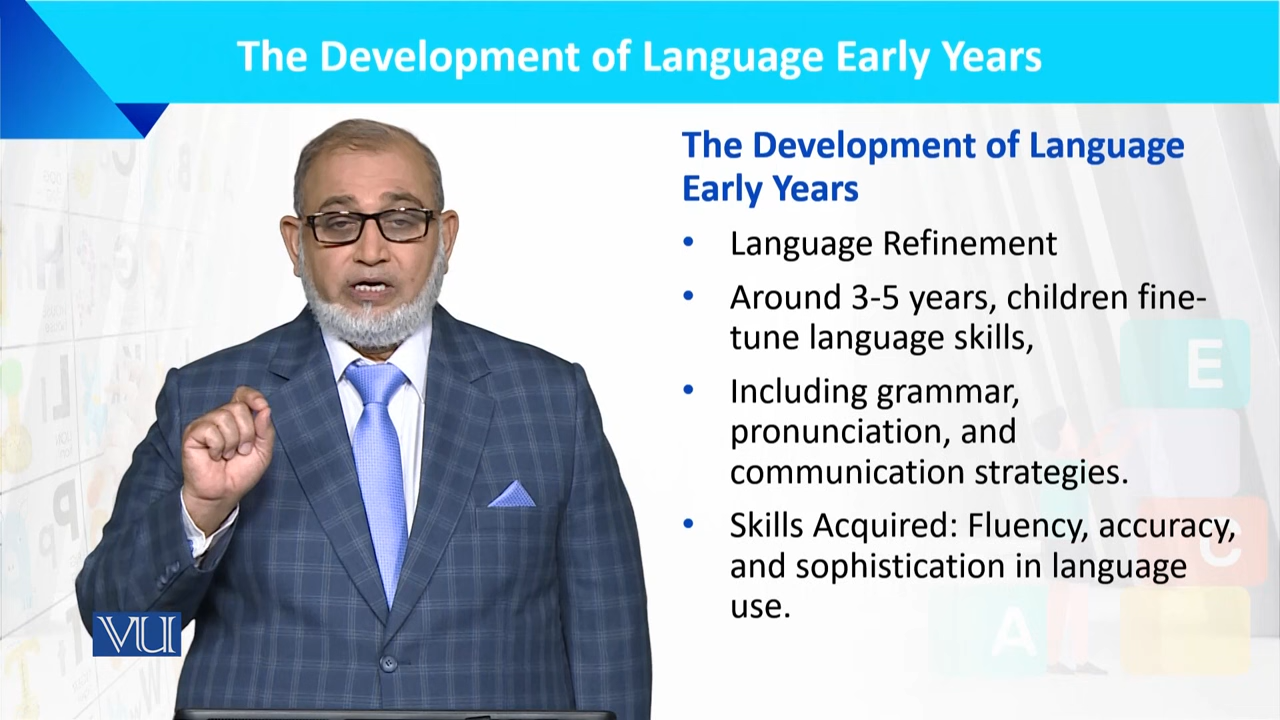 The Development of Language Early Years
The Development of Language
Early Years
• Language Refinement
• Around 3-5 years, children fine-
tune language skills,
• Including grammar,
pronunciation, and
communication strategies.
• Skills Acquired: Fluency, accuracy,
and sophistication in language
use.
VU
E
C
A